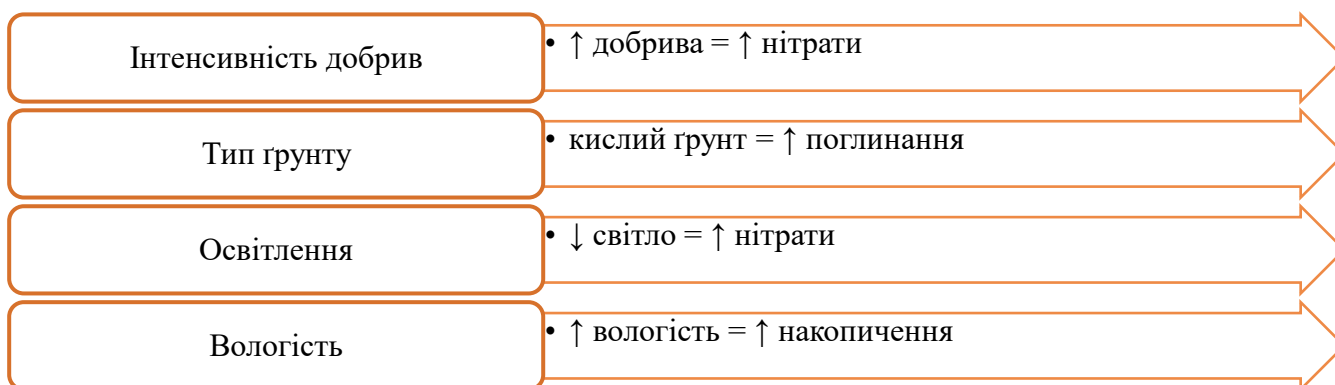 Інтенсивність добрив
• ↑ добрива = ↑ нітрати
Тип ґрунту
• кислий ґрунт = ↑ поглинання
Освітлення
• ↓ світло = ↑ нітрати
Вологість
• ↑ вологість = ↑ накопичення